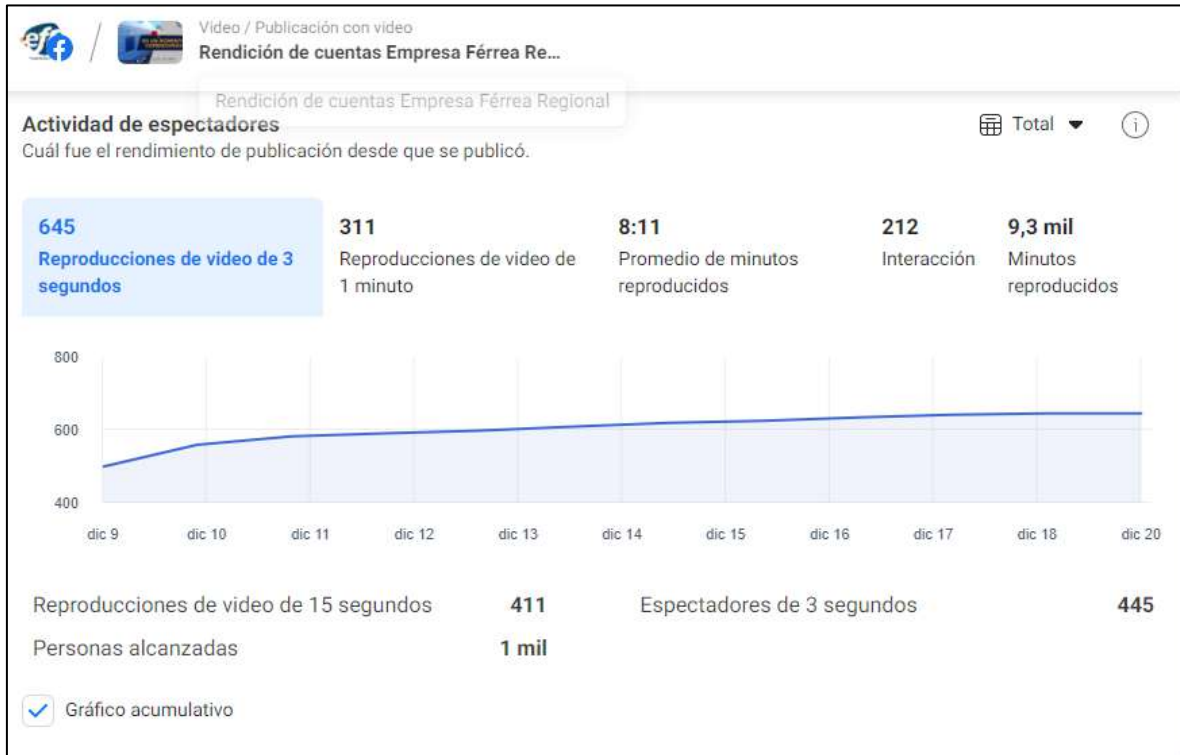 efr
Video / Publicación con video
Rendición de cuentas Empresa Férrea Re...
Rendición de cuentas Empresa Férrea Regional
Actividad de espectadores
Total
Cuál fue el rendimiento de publicación desde que se publicó.
645
Reproducciones de video de 3
segundos
311
Reproducciones de video de
1 minuto
8:11
Promedio de minutos
reproducidos
212
Interacción
9,3 mil
Minutos
reproducidos
800
600
400
dic 9 dic 10 dic 11 dic 12 dic 13 dic 14 dic 15 dic 16 dic 17 dic 18 dic 20
Reproducciones de video de 15 segundos 411
Espectadores de 3 segundos 445
Personas alcanzadas 1 mil
Gráfico acumulativo